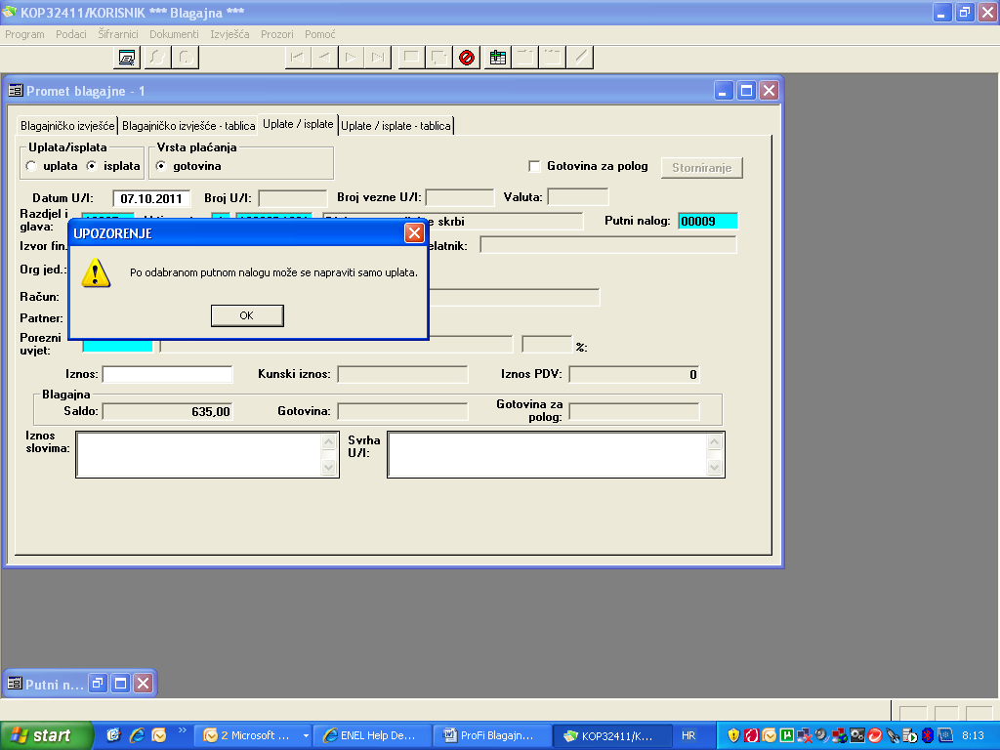 KOP32411/KORISNIK *** Blagajna ***
Program Podaci Šifrarnici Dokumenti Izvješća Prozori Pomoć
Promet blagajne - 1
Blagajničko izvješće Blagajničko izvješće - tablica Uplate / isplate Uplate / isplate - tablica
Uplata/isplata Vrsta plaćanja
uplata isplata gotovina Gotovina za polog Storniranje
Datum U/I: 07.10.2011 Broj U/I: Broj vezne U/I: Valuta:
Razdjel i glava: e skrbi Putni nalog: 00009
UPOZORENJE
Izvor fin. elatnik:
Po odabranom putnom nalogu može se napraviti samo uplata.
Org jed.:
Račun:
OK
Partner:
Porezni uvjet: %:
Iznos: Kunski iznos: Iznos PDV: 0
Blagajna
Saldo: 635,00 Gotovina: Gotovina za polog:
Iznos slovima: Svrha U/I:
Putni n...
start 2 Microsoft ... ENEL Help De... ProFi Blagajn... KOP32411/K... HR 8:13